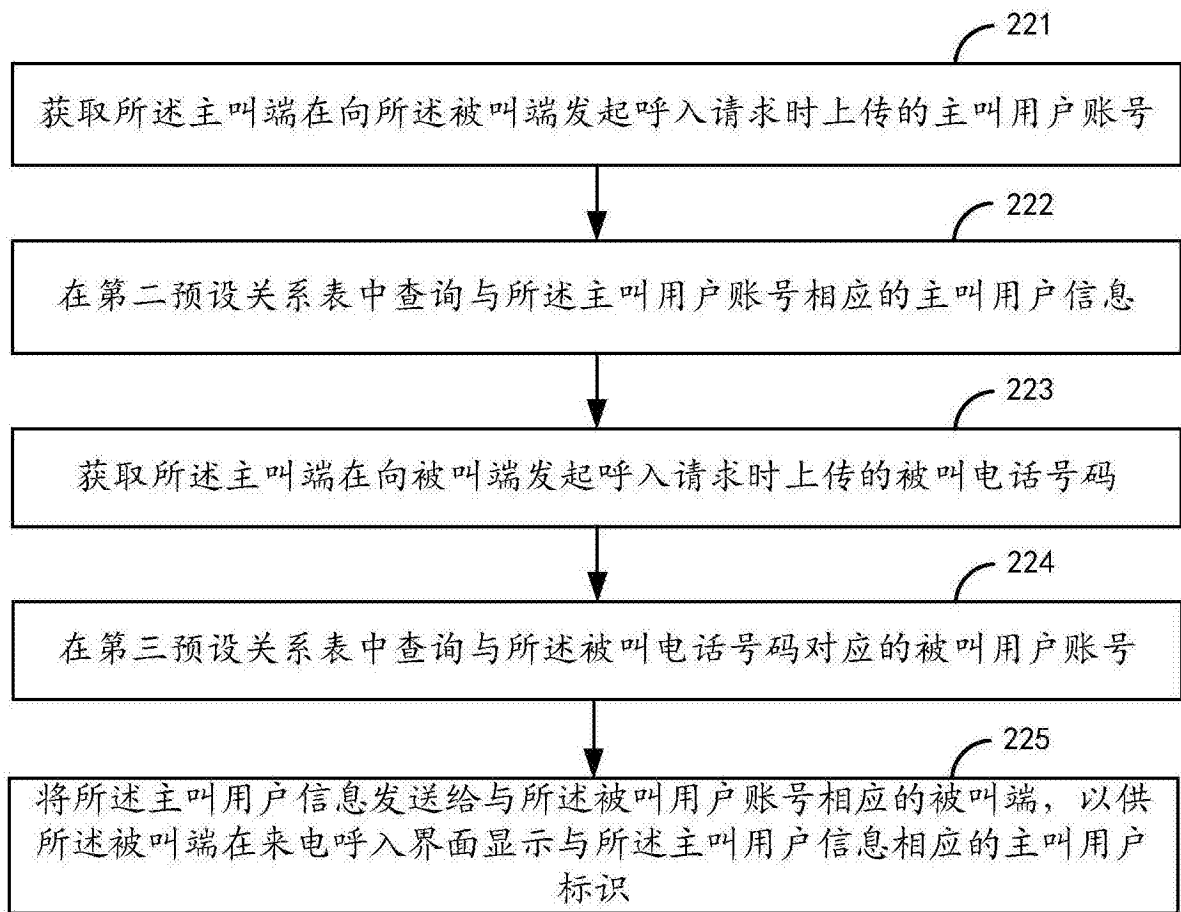 221
获取所述主叫端在向所述被叫端发起呼入请求时上传的主叫用户账号
222
在第二预设关系表中查询与所述主叫用户账号相应的主叫用户信息
223
获取所述主叫端在向被叫端发起呼入请求时上传的被叫电话号码
224
在第三预设关系表中查询与所述被叫电话号码对应的被叫用户账号
225
将所述主叫用户信息发送给与所述被叫用户账号相应的被叫端，以供
所述被叫端在来电呼入界面显示与所述主叫用户信息相应的主叫用户
标识